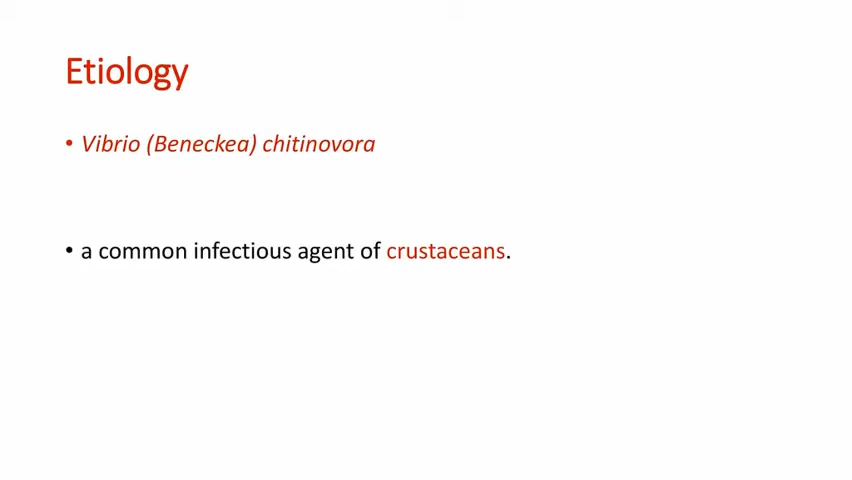 Etiology
• Vibrio (Beneckea) chitinovora
• a common infectious agent of crustaceans.